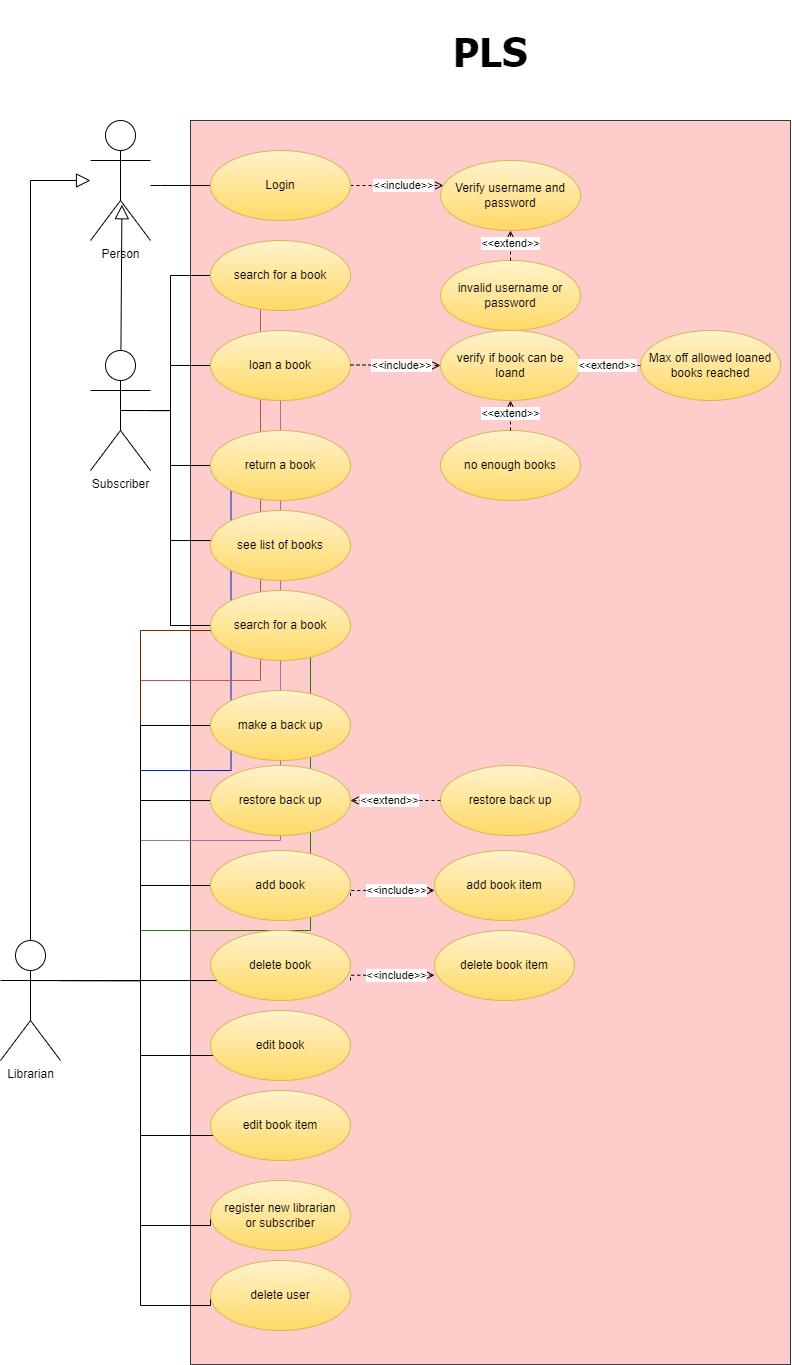 PLS
Person
Login
<<include>>
Verify username and
password
<<extend>>
search for a book
invalid username or
password
loan a book
<<include>>
verify if book can be
loand
<<extend>>
Max off allowed loaned
books reached
<<extend>>
Subscriber
return a book
no enough books
see list of books
search for a book
make a back up
restore back up
<<extend>>
restore back up
add book
<<include>>
add book item
delete book
<<include>>
delete book item
Librarian
edit book
edit book item
register new librarian
or subscriber
delete user